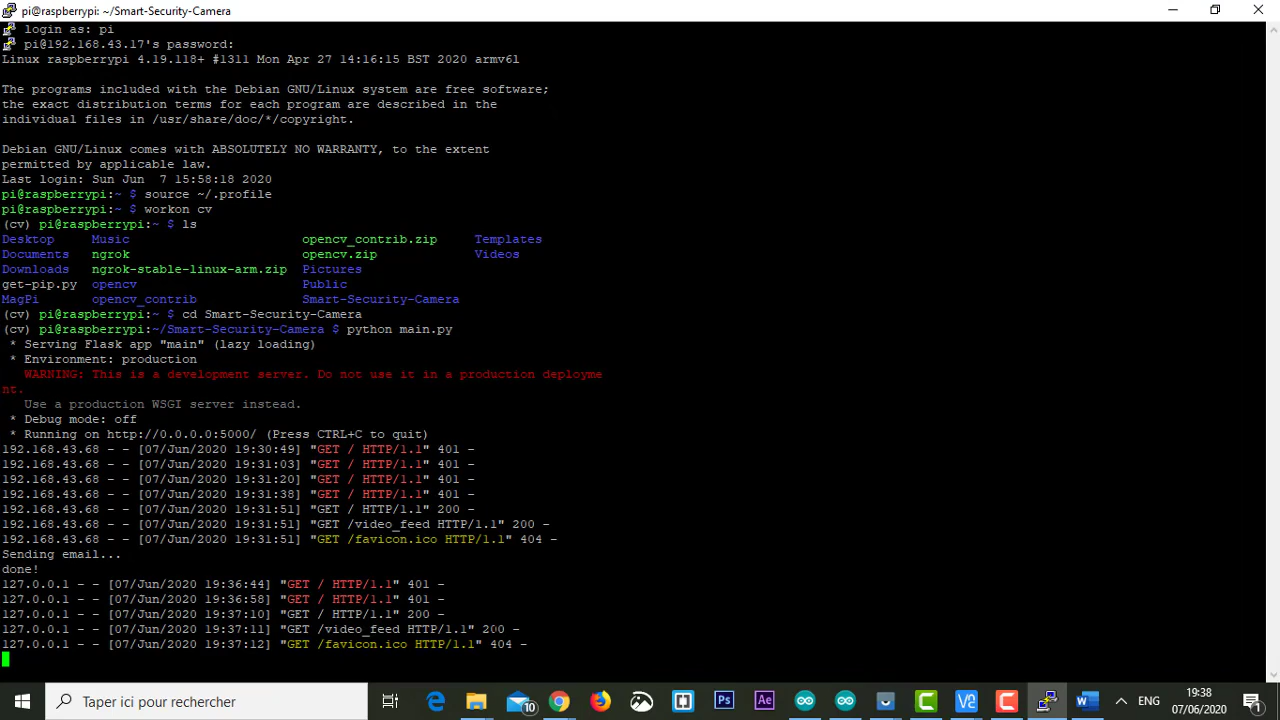 pi@raspberrypi: ~/Smart-Security-Camera
login as: pi
pi@192.168.43.17's password:
Linux raspberrypi 4.19.118+ #1311 Mon Apr 27 14:16:15 BST 2020 armv6l
The programs included with the Debian GNU/Linux system are free software;
the exact distribution terms for each program are described in the
individual files in /usr/share/doc/*/copyright.
Debian GNU/Linux comes with ABSOLUTELY NO WARRANTY, to the extent
permitted by applicable law.
Last login: Sun Jun  7 15:58:18 2020
pi@raspberrypi:~ $ source ~/.profile
pi@raspberrypi:~ $ workon cv
(cv) pi@raspberrypi:~ $ ls
Desktop Music opencv_contrib.zip Templates
Documents ngrok opencv.zip Videos
Downloads ngrok-stable-linux-arm.zip Pictures
get-pip.py opencv Public
MagPi opencv_contrib Smart-Security-Camera
(cv) pi@raspberrypi:~ $ cd Smart-Security-Camera
(cv) pi@raspberrypi:~/Smart-Security-Camera $ python main.py
* Serving Flask app "main" (lazy loading)
* Environment: production
WARNING: This is a development server. Do not use it in a production deployme
nt.
Use a production WSGI server instead.
* Debug mode: off
* Running on http://0.0.0.0:5000/ (Press CTRL+C to quit)
192.168.43.68 - - [07/Jun/2020 19:30:49] "GET / HTTP/1.1" 401 -
192.168.43.68 - - [07/Jun/2020 19:31:03] "GET / HTTP/1.1" 401 -
192.168.43.68 - - [07/Jun/2020 19:31:20] "GET / HTTP/1.1" 401 -
192.168.43.68 - - [07/Jun/2020 19:31:38] "GET / HTTP/1.1" 401 -
192.168.43.68 - - [07/Jun/2020 19:31:51] "GET / HTTP/1.1" 200 -
192.168.43.68 - - [07/Jun/2020 19:31:51] "GET /video_feed HTTP/1.1" 200 -
192.168.43.68 - - [07/Jun/2020 19:31:51] "GET /favicon.ico HTTP/1.1" 404 -
Sending email...
done!
127.0.0.1 - - [07/Jun/2020 19:36:44] "GET / HTTP/1.1" 401 -
127.0.0.1 - - [07/Jun/2020 19:36:58] "GET / HTTP/1.1" 401 -
127.0.0.1 - - [07/Jun/2020 19:37:10] "GET / HTTP/1.1" 200 -
127.0.0.1 - - [07/Jun/2020 19:37:11] "GET /video_feed HTTP/1.1" 200 -
127.0.0.1 - - [07/Jun/2020 19:37:12] "GET /favicon.ico HTTP/1.1" 404 -
Taper ici pour rechercher
10
Ps
Ae
ENG
19:38
07/06/2020
1